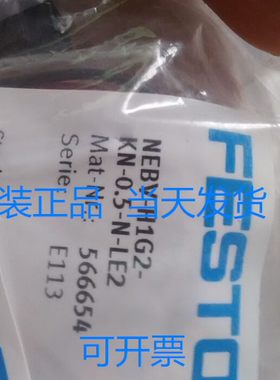 FESTO
NEBV-H1G2-
KN-0.5-N-LE2
Mat-Nr.: 566654
Serie: E113
装正品 当天发货
可开票